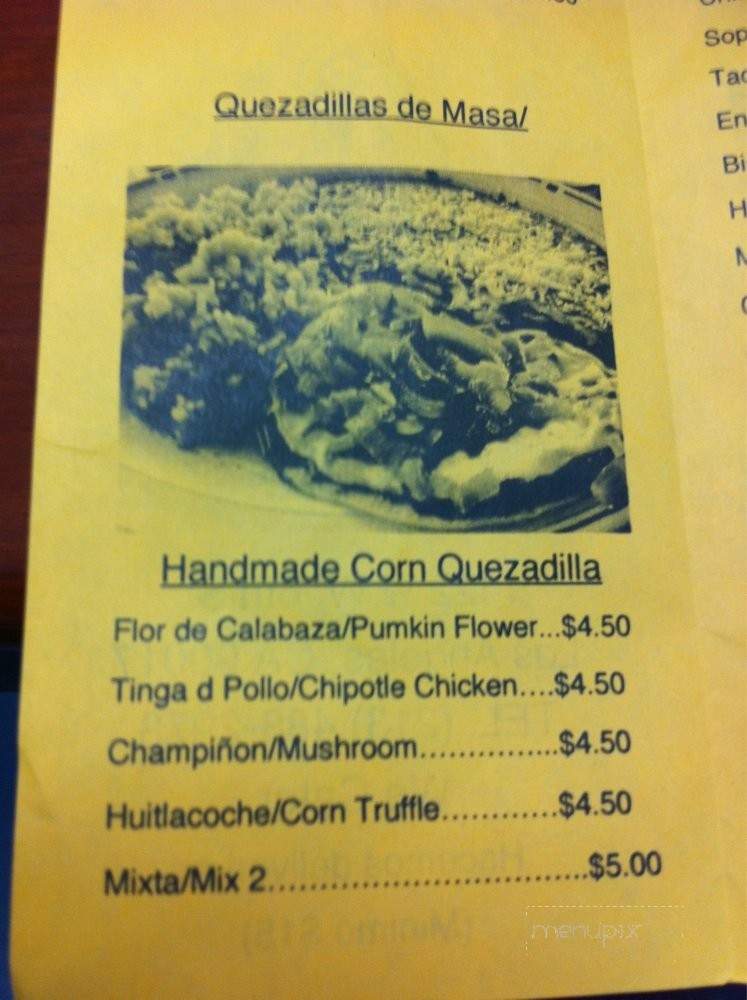 Quezadillas de Masa/
Handmade Corn Quezadilla
Flor de Calabaza/Pumkin Flower...$4.50
Tinga d Pollo/Chipotle Chicken....$4.50
Champiñon/Mushroom...............$4.50
Huitlacoche/Corn Truffle............$4.50
Mixta/Mix 2.................................$5.00
menupix